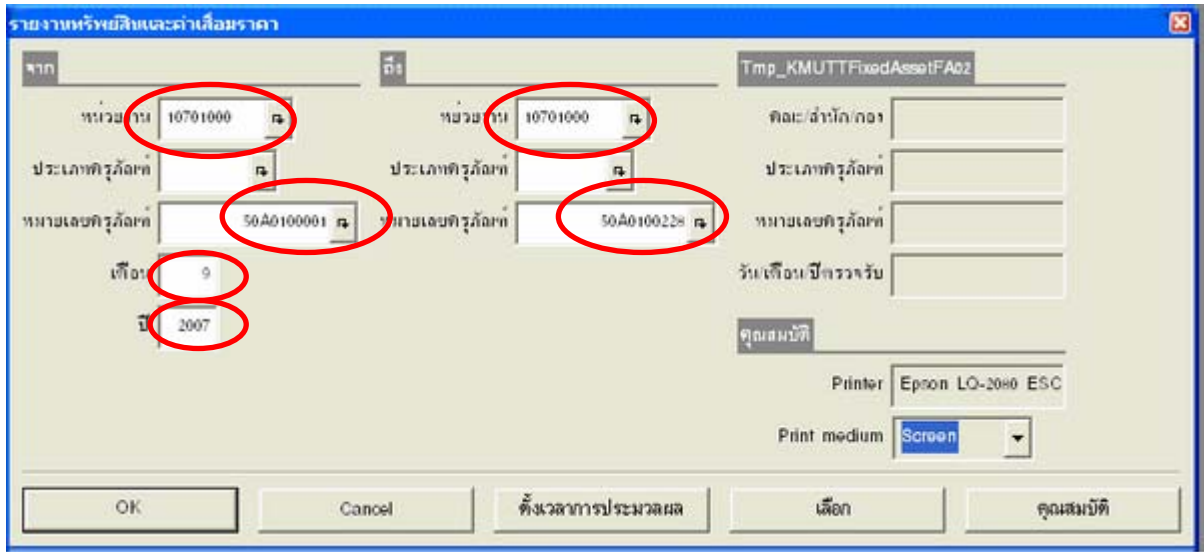 รายงานทรัพย์สินและค่าเสื่อมราคา
จาก
ถึง
Tmp_KMUTTFixedAssetFA02
หน่วยงาน 10701000
หน่วยงาน 10701000
คณะ/สำนัก/กอง
ประเภทครุภัณฑ์
ประเภทครุภัณฑ์
ประเภทครุภัณฑ์
หมายเลขครุภัณฑ์ 50A0100001
หมายเลขครุภัณฑ์ 50A0100228
หมายเลขครุภัณฑ์
เดือน 9
วัน/เดือน/ปีตรวจรับ
ปี 2007
คุณสมบัติ
Printer Epson LQ-2080 ESC
Print medium Screen
OK
Cancel
ตั้งเวลาการประมวลผล
เลือก
คุณสมบัติ